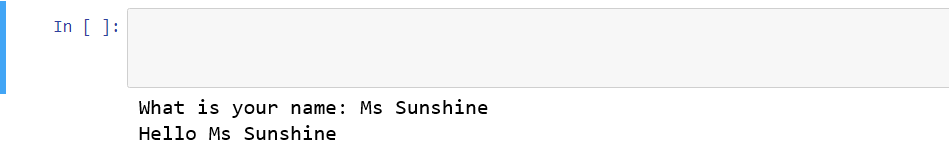 In [ ]:
What is your name: Ms Sunshine
Hello Ms Sunshine